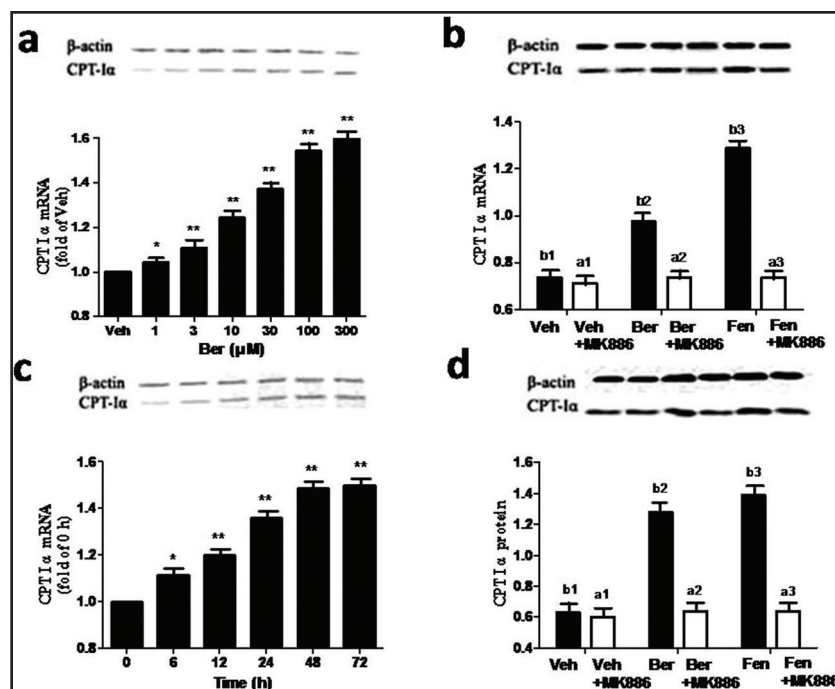 a
β-actin
CPT-Iα
CPT I α mRNA
(fold of Veh)
1.6
1.4
1.2
1.0
0.8
*
**
**
**
**
**
Veh 1 3 10 30 100 300
Ber (µM)
b
β-actin
CPT-Iα
CPT I α mRNA
1.4
1.2
1.0
0.8
0.6
b1 a1 b2 a2 b3 a3
Veh Veh Ber Ber Fen Fen
+MK886 +MK886 +MK886
c
β-actin
CPT-Iα
CPT I α mRNA
(fold of 0 h)
1.6
1.4
1.2
1.0
0.8
*
**
**
**
**
0 6 12 24 48 72
Time (h)
d
β-actin
CPT-Iα
CPT I α protein
1.6
1.4
1.2
1.0
0.8
0.6
0.4
b1 a1 b2 a2 b3 a3
Veh Veh Ber Ber Fen Fen
+MK886 +MK886 +MK886